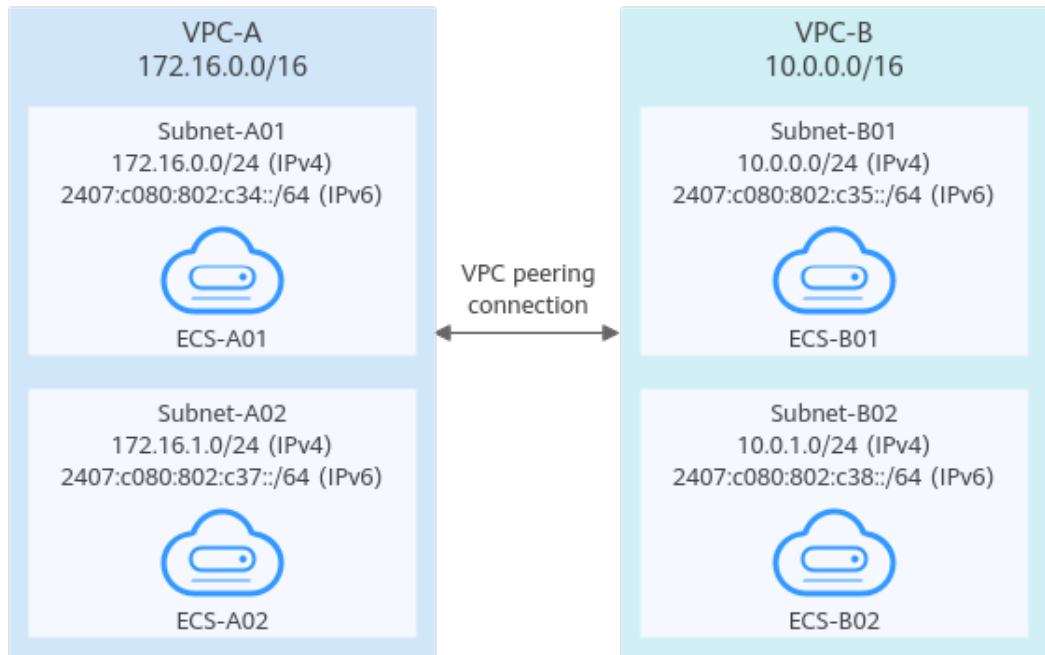 VPC-A
172.16.0.0/16
Subnet-A01
172.16.0.0/24 (IPv4)
2407:c080:802:c34::/64 (IPv6)
ECS-A01
Subnet-A02
172.16.1.0/24 (IPv4)
2407:c080:802:c37::/64 (IPv6)
ECS-A02
VPC peering
connection
VPC-B
10.0.0.0/16
Subnet-B01
10.0.0.0/24 (IPv4)
2407:c080:802:c35::/64 (IPv6)
ECS-B01
Subnet-B02
10.0.1.0/24 (IPv4)
2407:c080:802:c38::/64 (IPv6)
ECS-B02